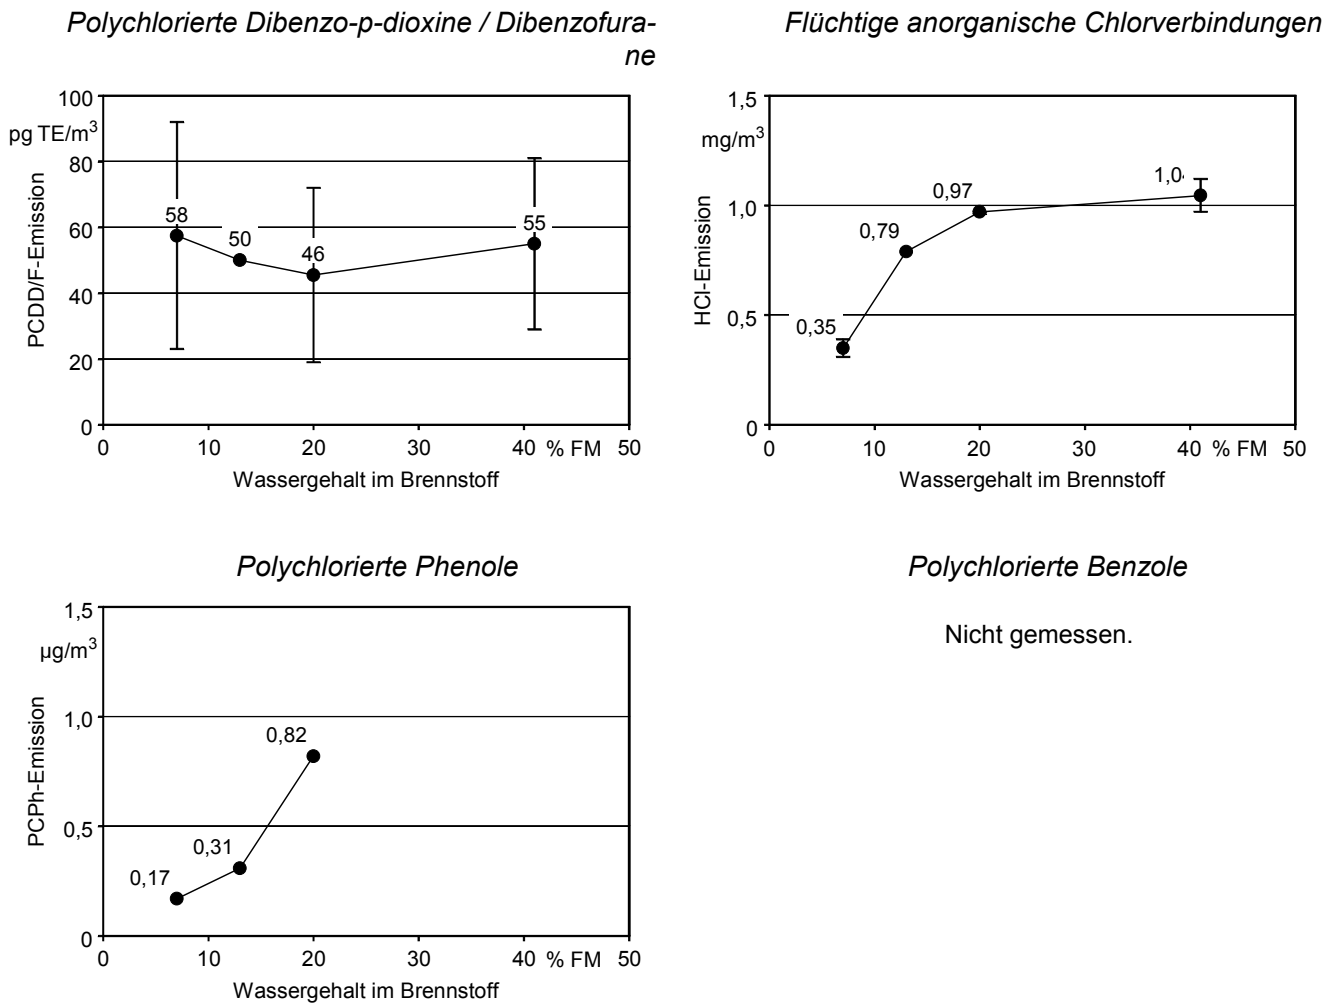 Polychlorierte Dibenzo-p-dioxine / Dibenzofura-
ne
100
pg TE/m³
80
60
40
20
0
PCDD/F-Emission
58
50
46
55
0 10 20 30 40 % FM 50
Wassergehalt im Brennstoff
Flüchtige anorganische Chlorverbindungen
1,5
mg/m³
1,0
0,5
0
HCl-Emission
0,35
0,79
0,97
1,0
0 10 20 30 40 % FM 50
Wassergehalt im Brennstoff
Polychlorierte Phenole
1,5
µg/m³
1,0
0,5
0
PCPh-Emission
0,17
0,31
0,82
0 10 20 30 40 % FM 50
Wassergehalt im Brennstoff
Polychlorierte Benzole
Nicht gemessen.